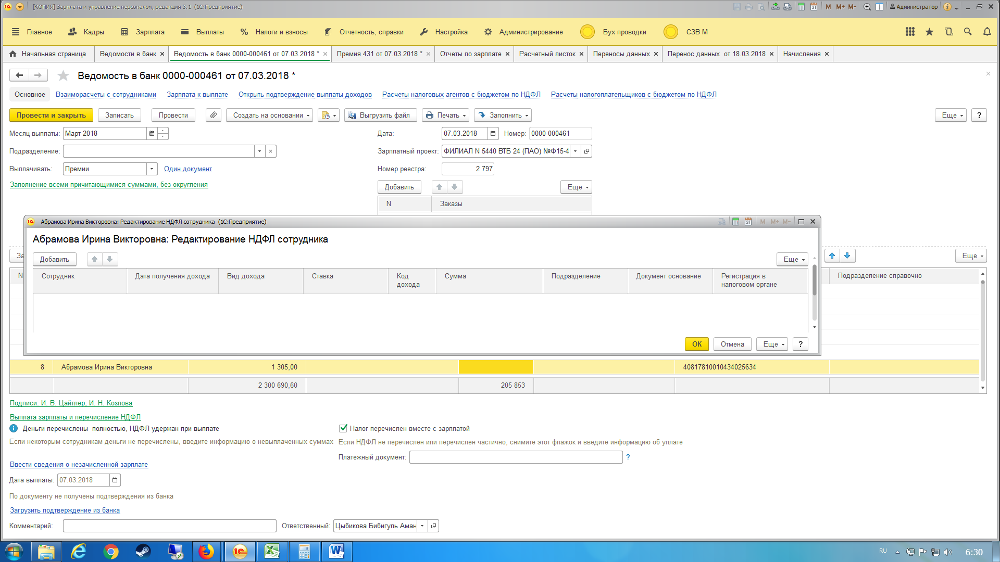 [КОПИЯ] Зарплата и управление персоналом, редакция 3.1 (1С:Предприятие)
M M+ M- Администратор
Главное Кадры Зарплата Выплаты Налоги и взносы Отчетность, справки Настройка Администрирование Бух проводки СЗВ М
Начальная страница Ведомости в банк × Ведомость в банк 0000-000461 от 07.03.2018 * × Премия 431 от 07.03.2018 * × Отчеты по зарплате × Расчетный листок × Переносы данных × Перенос данных от 18.03.2018 × Начисления ×
Ведомость в банк 0000-000461 от 07.03.2018 *
Основное Взаиморасчеты с сотрудниками Зарплата к выплате Открыть подтверждение выплаты доходов Расчеты налоговых агентов с бюджетом по НДФЛ Расчеты налогоплательщиков с бюджетом по НДФЛ
Провести и закрыть Записать Провести Создать на основании Выгрузить файл Печать Заполнить Еще ?
Месяц выплаты: Март 2018 Дата: 07.03.2018 Номер: 0000-000461
Подразделение: Зарплатный проект: ФИЛИАЛ N 5440 ВТБ 24 (ПАО) №Ф15-4
Выплачивать: Премии Один документ Номер реестра: 2 797
Заполнение всеми причитающимися суммами, без округления
Добавить Еще
N Заказы
Абрамова Ирина Викторовна: Редактирование НДФЛ сотрудника (1С:Предприятие)
31 M M+ M-
Абрамова Ирина Викторовна: Редактирование НДФЛ сотрудника
За Еще
Добавить Еще
N Сотрудник Дата получения дохода Вид дохода Ставка Код дохода Сумма Подразделение Документ основание Регистрация в налоговом органе Подразделение справочно
ОК Отмена Еще ?
8 Абрамова Ирина Викторовна 1 305,00 40817810010434025634
2 300 690,60 205 853
Подписи: И. В. Цайтлер, И. Н. Козлова
Выплата зарплаты и перечисление НДФЛ
Деньги перечислены полностью, НДФЛ удержан при выплате Налог перечислен вместе с зарплатой
Если некоторым сотрудникам деньги не перечислены, введите информацию о невыплаченных суммах Если НДФЛ не перечислен или перечислен частично, снимите этот флажок и введите информацию об уплате
Платежный документ: ?
Ввести сведения о незачисленной зарплате
Дата выплаты: 07.03.2018
По документу не получены подтверждения из банка
Загрузить подтверждение из банка
Комментарий: Ответственный: Цыбикова Бибигуль Аман
RU 6:30